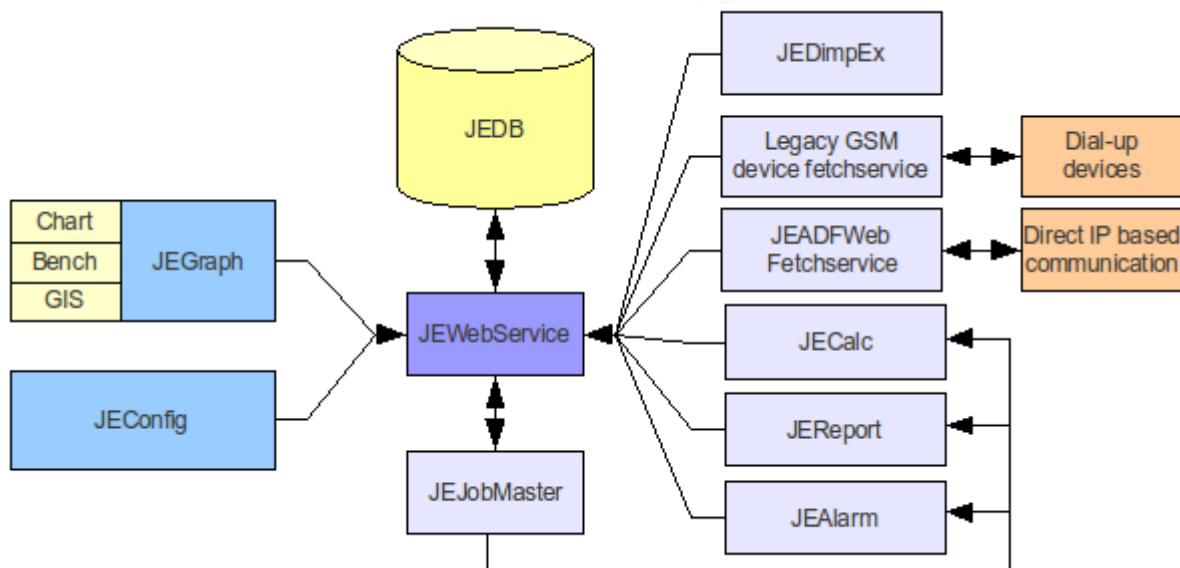 JEDB
JEDimpEx
Legacy GSM
device fetchservice
Dial-up
devices
Chart
Bench
GIS
JEGraph
JEADFWeb
Fetchservice
Direct IP based
communication
JEWebService
JECalc
JEConfig
JEReport
JEJobMaster
JEAlarm